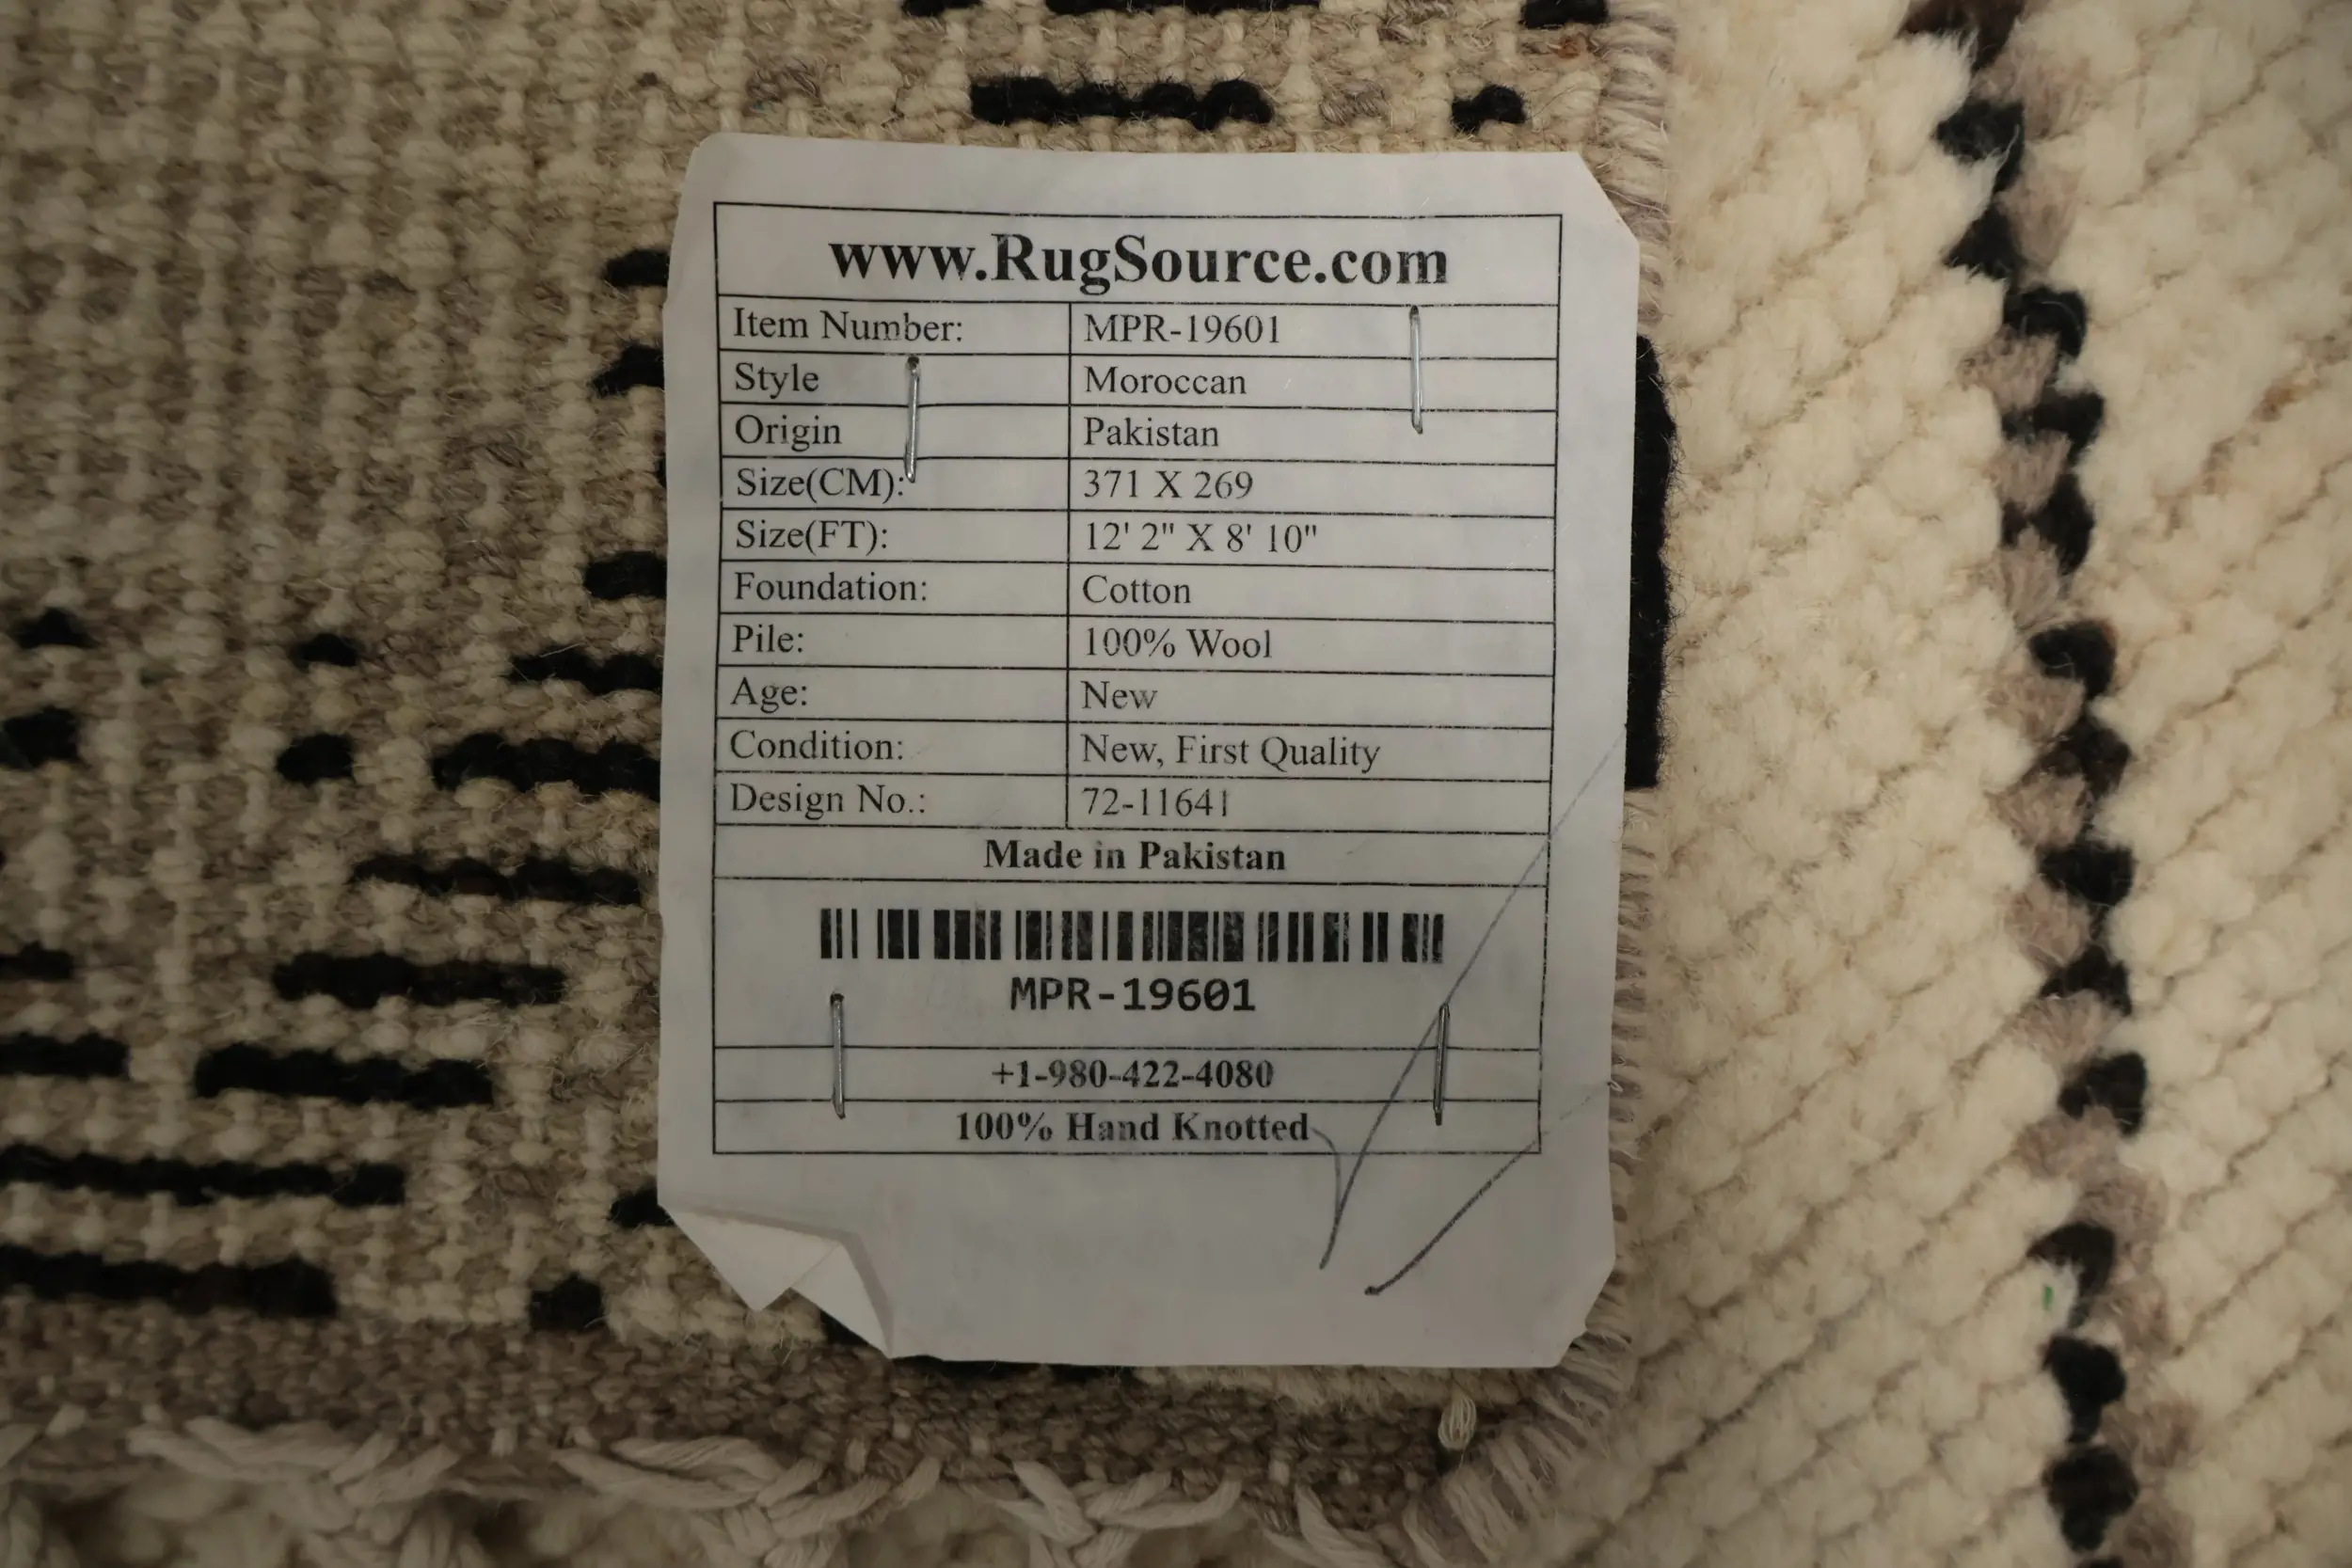 www.RugSource.com
Item Number: MPR-19601
Style Moroccan
Origin Pakistan
Size(CM): 371 X 269
Size(FT): 12' 2" X 8' 10"
Foundation: Cotton
Pile: 100% Wool
Age: New
Condition: New, First Quality
Design No.: 72-11641
Made in Pakistan
MPR-19601
+1-980-422-4080
100% Hand Knotted